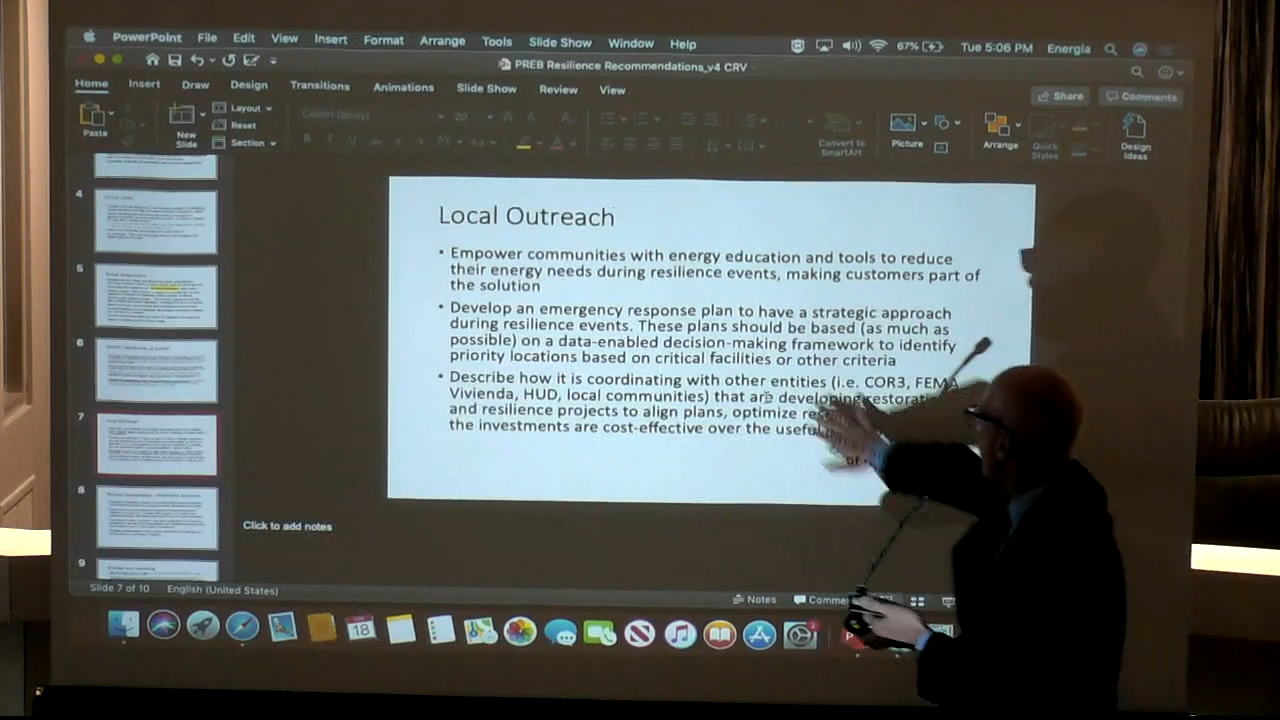 PowerPoint File Edit View Insert Format Arrange Tools Slide Show Window Help 67% Tue 5:06 PM Energia
PREB Resilience Recommendations_v4 CRV
Home Insert Draw Design Transitions Animations Slide Show Review View
Share Comments
Paste
New Slide
Layout
Reset
Section
Calibri (Body) 20
Convert to SmartArt
Picture
Arrange
Quick Styles
Design Ideas
4
5
6
7
8
9
Local Outreach
• Empower communities with energy education and tools to reduce
their energy needs during resilience events, making customers part of
the solution
• Develop an emergency response plan to have a strategic approach
during resilience events. These plans should be based (as much as
possible) on a data-enabled decision-making framework to identify
priority locations based on critical facilities or other criteria
• Describe how it is coordinating with other entities (i.e. COR3, FEMA,
Vivienda, HUD, local communities) that are developing
and resilience projects to align plans, optimize
the investments are cost-effective over the useful
of
Click to add notes
Slide 7 of 10 English (United States)
Notes
18